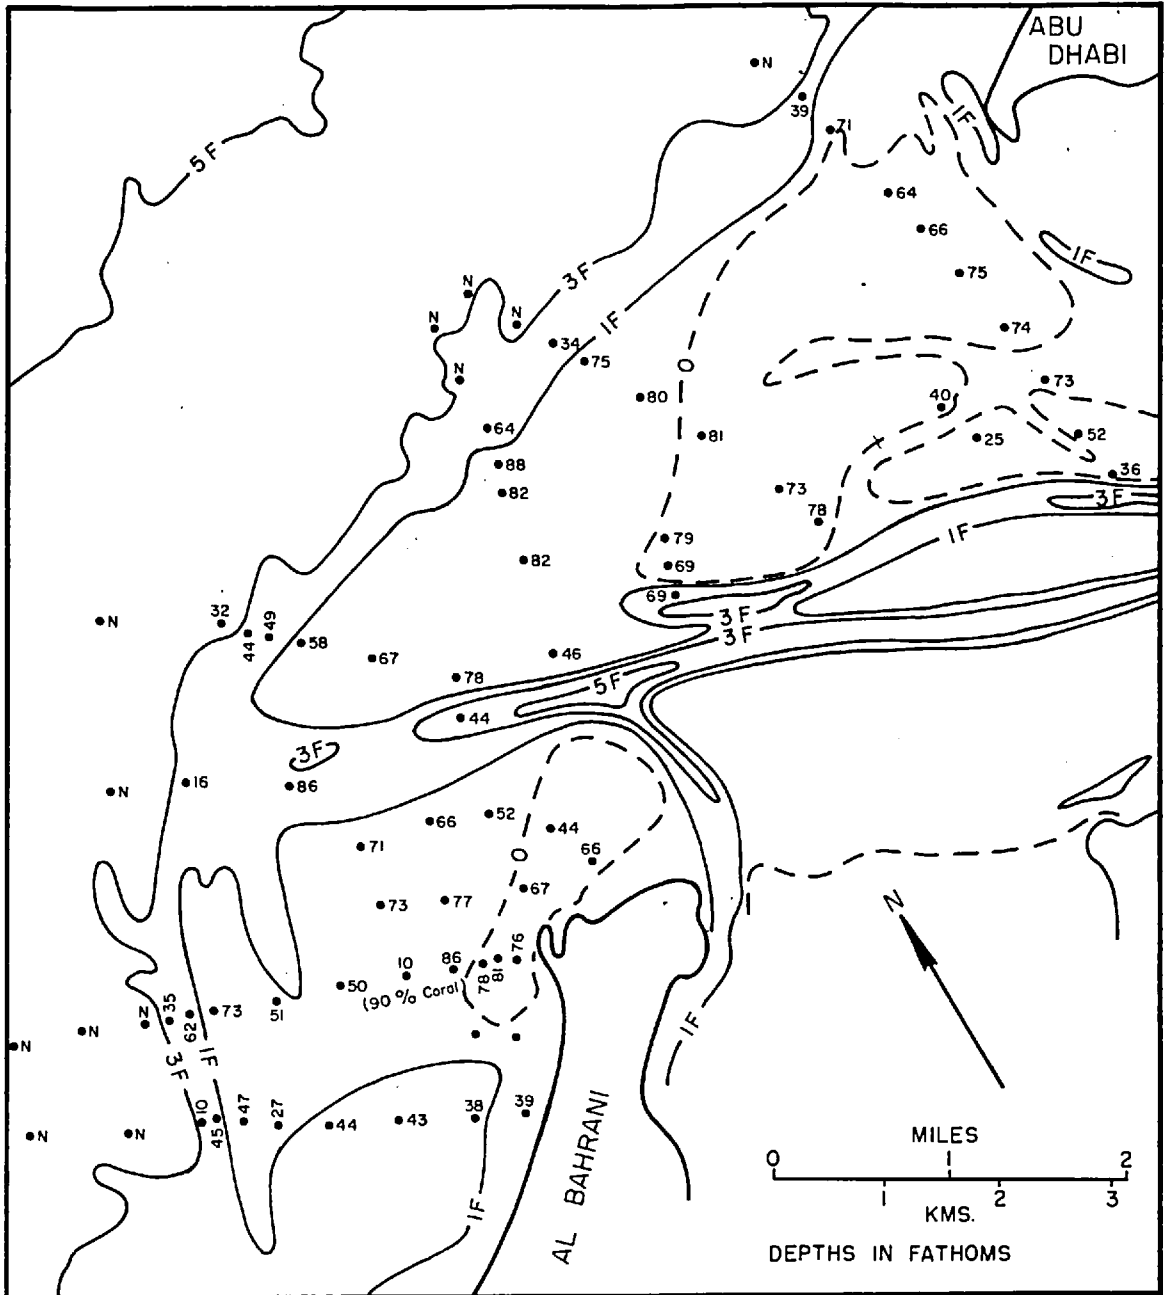 ABU
DHABI
N
39
71
1F
5F
64
66
1F
75
3F
N
N
N
1F
74
34
75
N
0
73
80
40
64
81
25
52
88
36
82
73
3F
78
1F
79
82
69
69
3F
N
32
44
49
58
3F
46
67
78
5F
44
3F
N
16
86
52
66
44
71
0
66
67
77
73
N
76
10
86
78
81
50
(90 % Coral)
73
51
N
35
62
N
N
1F
3F
1F
10
47
27
38
39
45
44
43
N
N
MILES
0
2
1F
AL BAHRANI
1
2
3
KMS.
DEPTHS IN FATHOMS